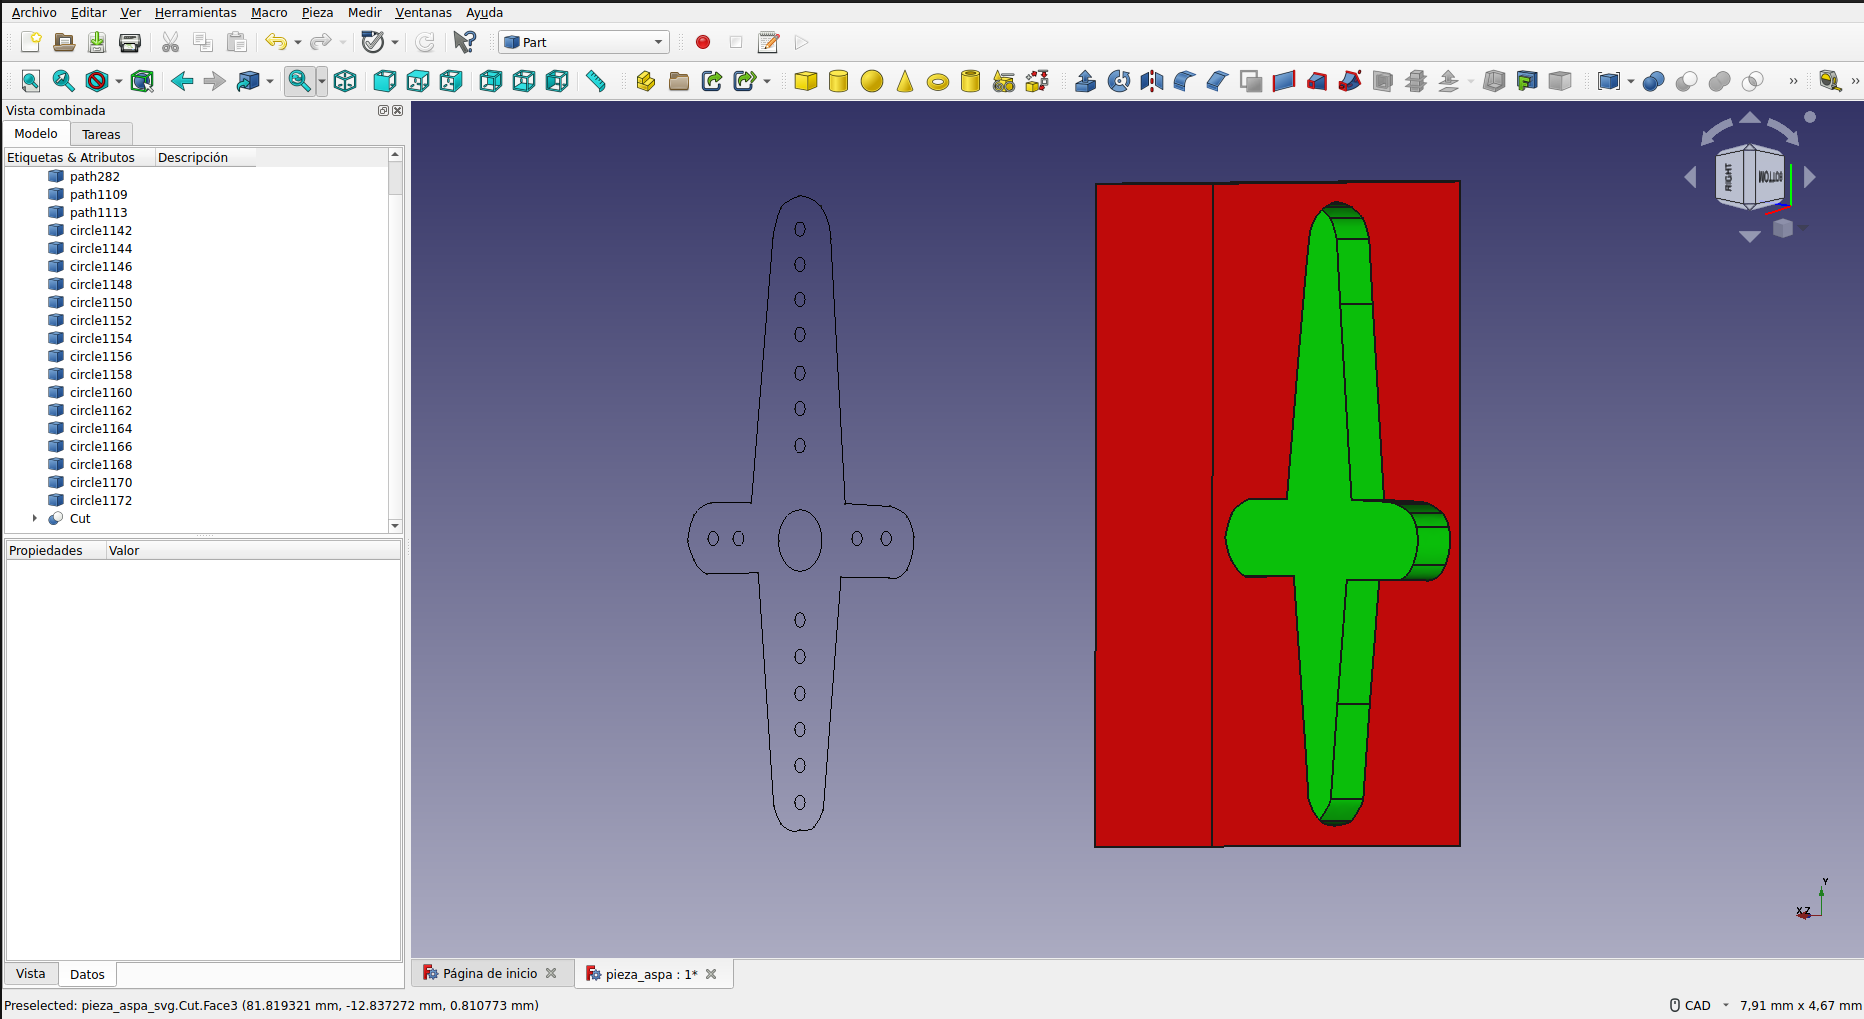 Archivo Editar Ver Herramientas Macro Pieza Medir Ventanas Ayuda
Part
Vista combinada
Modelo Tareas
Etiquetas & Atributos Descripción
path282
path1109
path1113
circle1142
circle1144
circle1146
circle1148
circle1150
circle1152
circle1154
circle1156
circle1158
circle1160
circle1162
circle1164
circle1166
circle1168
circle1170
circle1172
Cut
Propiedades Valor
RIGHT BOTTOM
Y
X Z
Vista Datos
Página de inicio pieza_aspa : 1*
Preselected: pieza_aspa_svg.Cut.Face3 (81.819321 mm, -12.837272 mm, 0.810773 mm) CAD 7,91 mm x 4,67 mm